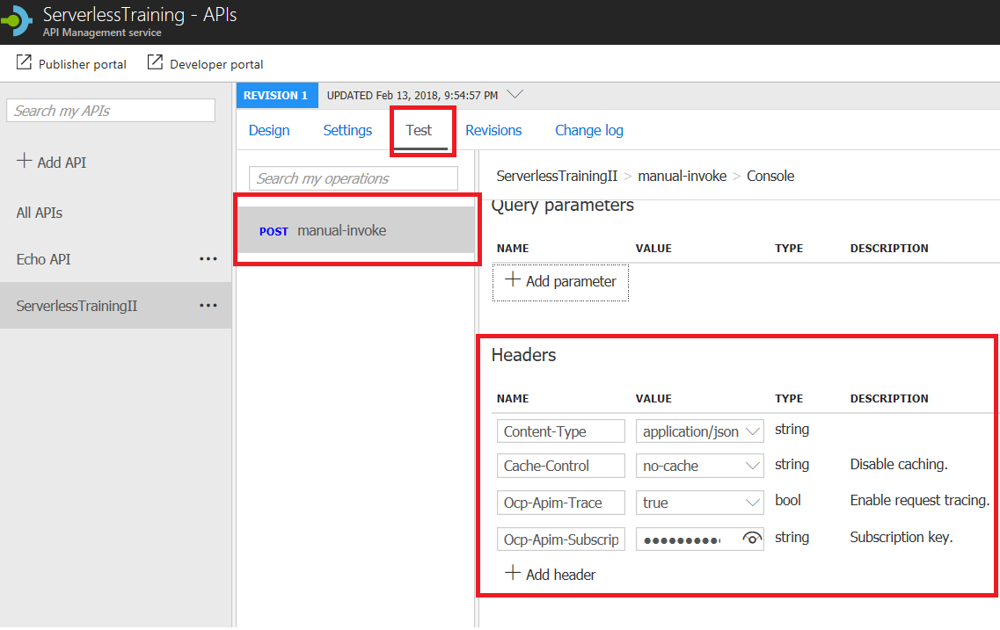 ServerlessTraining - APIs
API Management service
Publisher portal
Developer portal
Search my APIs
Add API
All APIs
Echo API
ServerlessTrainingII
REVISION 1 UPDATED Feb 13, 2018, 9:54:57 PM
Design Settings Test Revisions Change log
Search my operations
POST manual-invoke
ServerlessTrainingII > manual-invoke > Console
Query parameters
NAME VALUE TYPE DESCRIPTION
Add parameter
Headers
NAME VALUE TYPE DESCRIPTION
Content-Type application/json string
Cache-Control no-cache string Disable caching.
Ocp-Apim-Trace true bool Enable request tracing.
Ocp-Apim-Subscrip string Subscription key.
Add header